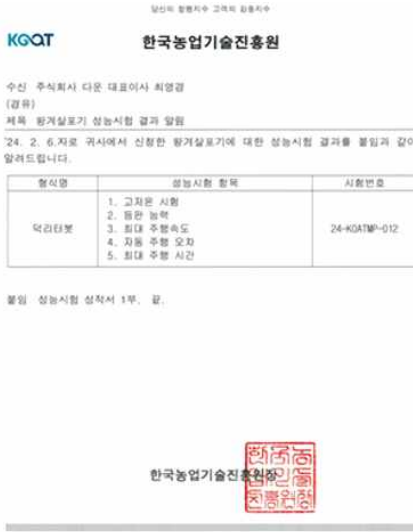 당신의 정행지수 고객의 감동지수
KOAT
한국농업기술진흥원
수신 주식회사 다운 대표이사 최영경
(경유)
제목 왕겨살포기 성능시험 결과 알림
'24. 2. 6.자로 귀사에서 신청한 왕겨살포기에 대한 성능시험 결과를 붙임과 같이
알려드립니다.
형식명 성능시험 항목 시험번호
덕리터봇
1. 고저온 시험
2. 등판 능력
3. 최대 주행속도
4. 자동 주행 오차
5. 최대 주행 시간
24-KOATMP-012
붙임 성능시험 성적서 1부. 끝.
한국농업기술진흥원장